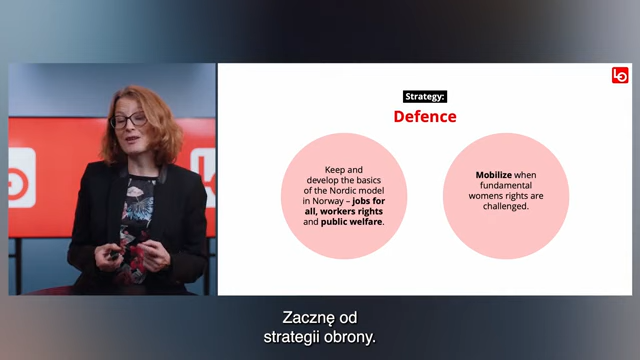 LO
Strategy:
Defence
Keep and
develop the basics
of the Nordic model
in Norway – jobs for
all, workers rights
and public welfare.
Mobilize when
fundamental
womens rights are
challenged.
Zacznę od
strategii obrony.